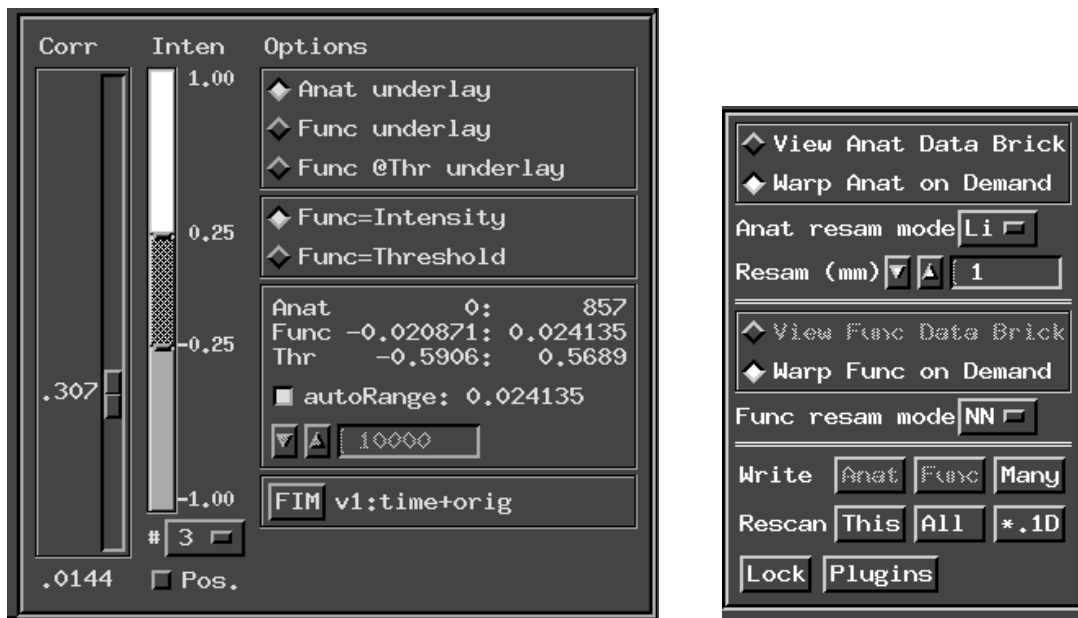 Corr Inten Options
1.00
Anat underlay
Func underlay
Func @Thr underlay
0.25
Func=Intensity
Func=Threshold
-0.25
Anat 0: 857
Func -0.020871: 0.024135
Thr -0.5906: 0.5689
.307
autoRange: 0.024135
10000
-1.00
FIM v1:time+orig
# 3
.0144
Pos.
View Anat Data Brick
Warp Anat on Demand
Anat resam mode Li
Resam (mm) 1
View Func Data Brick
Warp Func on Demand
Func resam mode NN
Write Anat Func Many
Rescan This All *.1D
Lock Plugins